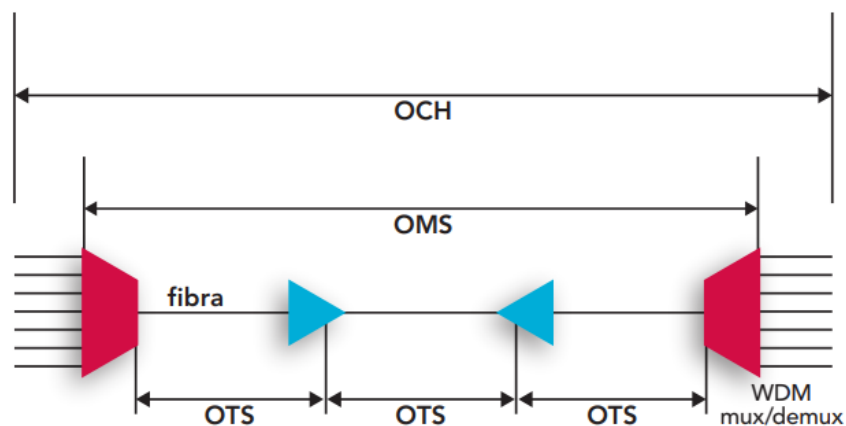 OCH
OMS
fibra
OTS
OTS
OTS
WDM
mux/demux